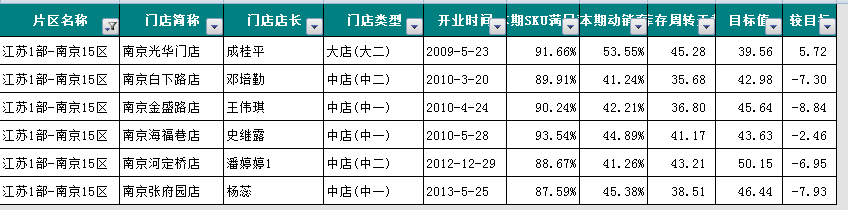 片区名称 门店简称 门店店长 门店类型 开业时间 本期SKU满足 本期动销 库存周转天 目标值 较目标
江苏1部-南京15区 南京光华门店 成桂平 大店(大二) 2009-5-23 91.66% 53.55% 45.28 39.56 5.72
江苏1部-南京15区 南京白下路店 邓培勤 中店(中二) 2010-3-20 89.91% 41.24% 35.68 42.98 -7.30
江苏1部-南京15区 南京金盛路店 王伟琪 中店(中一) 2010-4-24 90.24% 42.21% 36.80 45.64 -8.84
江苏1部-南京15区 南京海福巷店 史继露 中店(中一) 2010-5-28 93.54% 44.89% 41.17 43.63 -2.46
江苏1部-南京15区 南京河定桥店 潘婷婷1 中店(中二) 2012-12-29 88.67% 41.26% 43.21 50.15 -6.95
江苏1部-南京15区 南京张府园店 杨蕊 中店(中一) 2013-5-25 87.59% 45.38% 38.51 46.44 -7.93